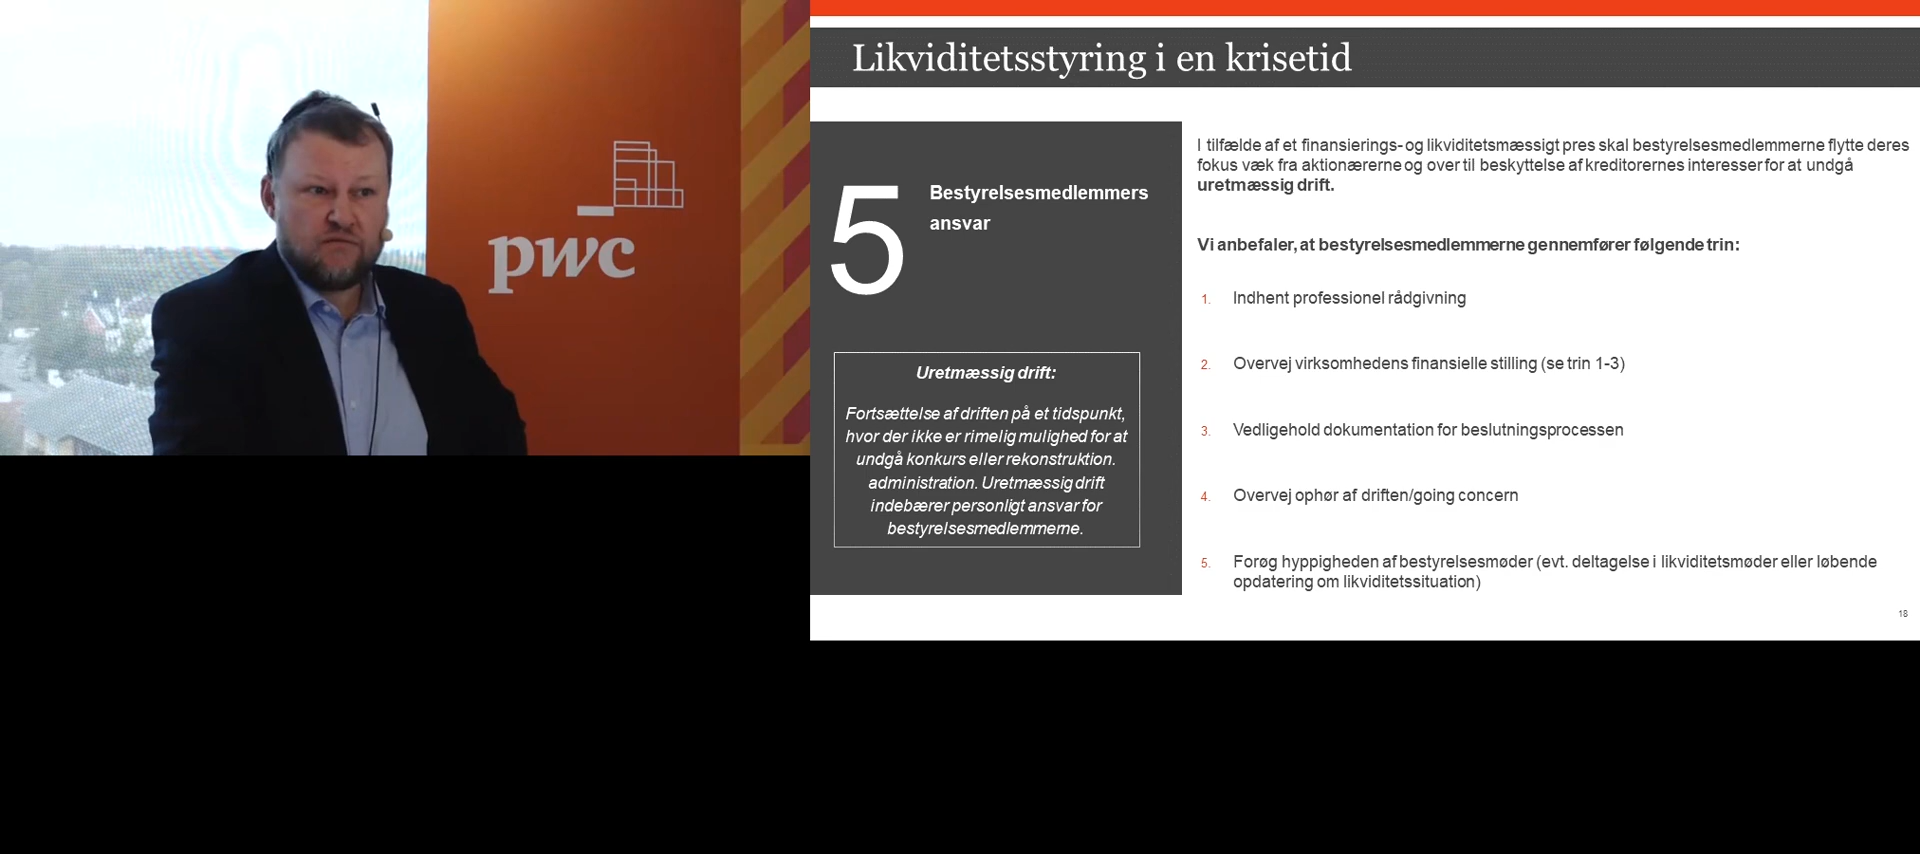 pwc
Likviditetsstyring i en krisetid
5
Bestyrelsesmedlemmers
ansvar
Uretmæssig drift:
Fortsættelse af driften på et tidspunkt,
hvor der ikke er rimelig mulighed for at
undgå konkurs eller rekonstruktion.
administration. Uretmæssig drift
indebærer personligt ansvar for
bestyrelsesmedlemmerne.
I tilfælde af et finansierings- og likviditetsmæssigt pres skal bestyrelsesmedlemmerne flytte deres
fokus væk fra aktionærerne og over til beskyttelse af kreditorernes interesser for at undgå
uretmæssig drift.
Vi anbefaler, at bestyrelsesmedlemmerne gennemfører følgende trin:
1. Indhent professionel rådgivning
2. Overvej virksomhedens finansielle stilling (se trin 1-3)
3. Vedligehold dokumentation for beslutningsprocessen
4. Overvej ophør af driften/going concern
5. Forøg hyppigheden af bestyrelsesmøder (evt. deltagelse i likviditetsmøder eller løbende
opdatering om likviditetssituation)
18